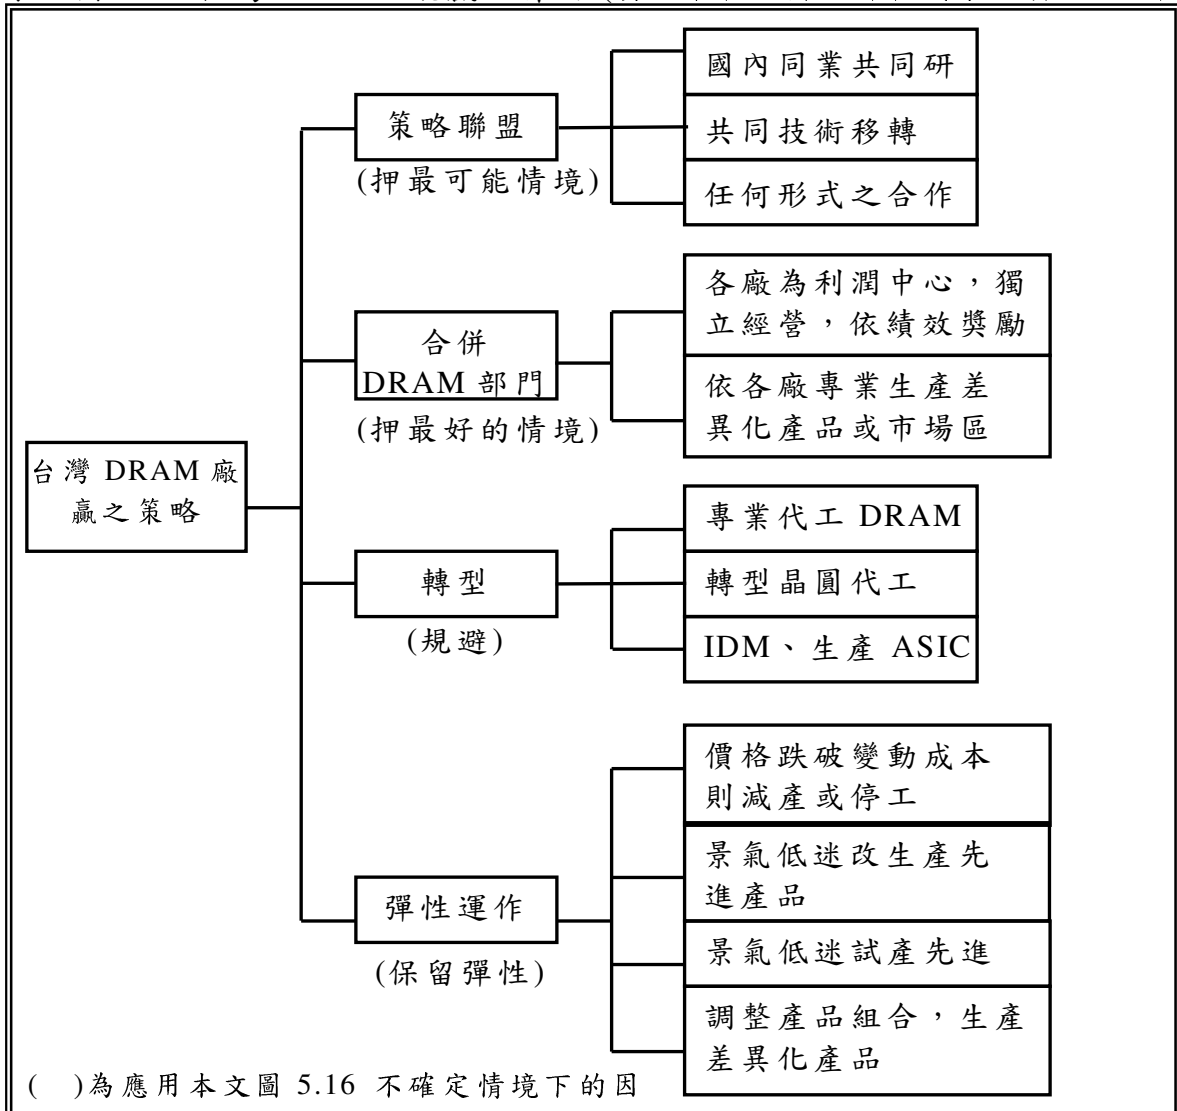 國內同業共同研
策略聯盟
共同技術移轉
(押最可能情境)
任何形式之合作
各廠為利潤中心，獨
立經營，依績效獎勵
合併
DRAM 部門
依各廠專業生產差
異化產品或市場區
(押最好的情境)
台灣 DRAM 廠
贏之策略
專業代工 DRAM
轉型
轉型晶圓代工
(規避)
IDM、生產 ASIC
價格跌破變動成本
則減產或停工
景氣低迷改生產先
進產品
彈性運作
景氣低迷試產先進
(保留彈性)
調整產品組合，生產
差異化產品
(　)為應用本文圖 5.16 不確定情境下的因